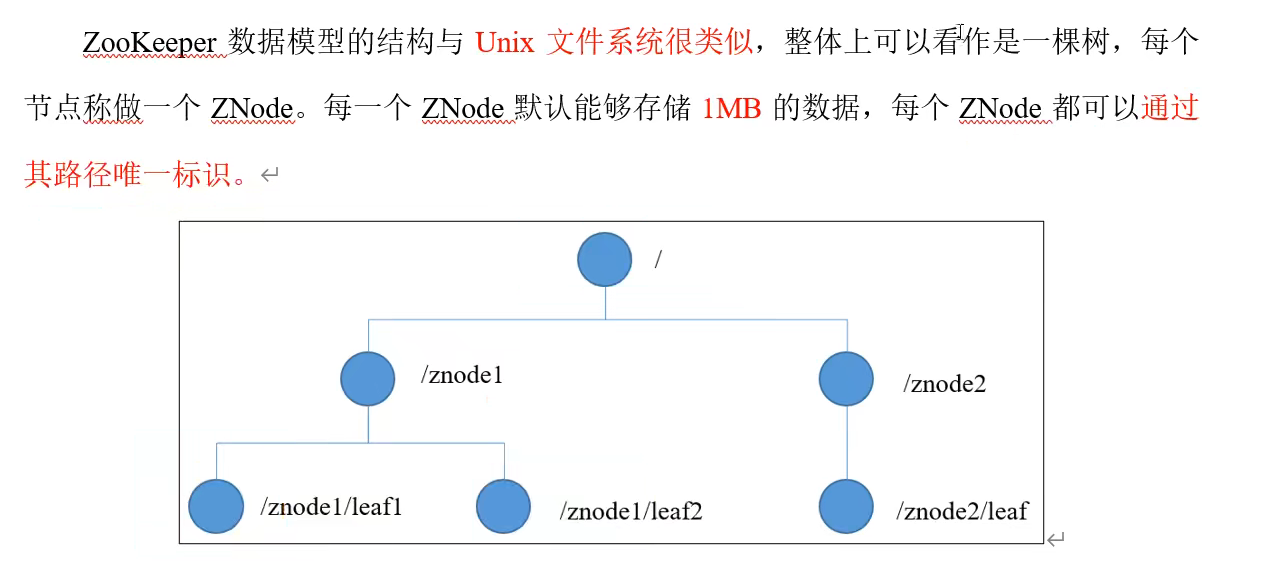 ZooKeeper 数据模型的结构与 Unix 文件系统很类似，整体上可以看作是一棵树，每个
节点称做一个 ZNode。每一个 ZNode 默认能够存储 1MB 的数据，每个 ZNode 都可以通过
其路径唯一标识。
/
/znode1
/znode2
/znode1/leaf1
/znode1/leaf2
/znode2/leaf